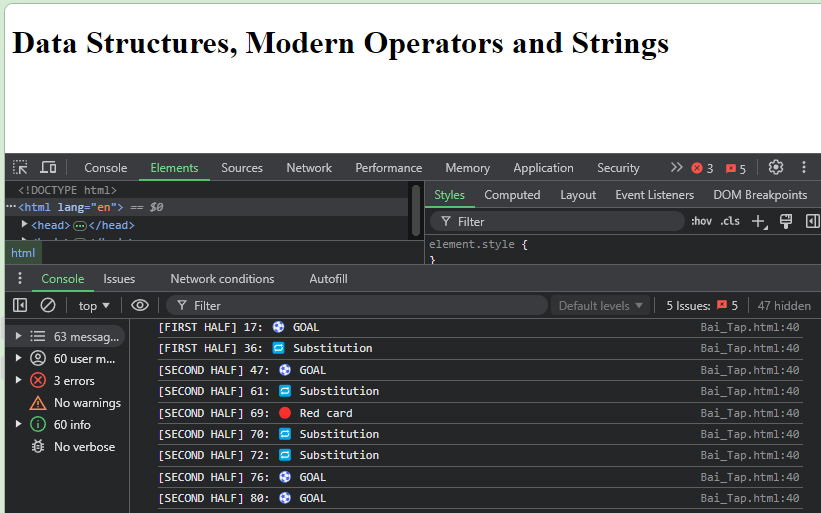 Data Structures, Modern Operators and Strings
Console Elements Sources Network Performance Memory Application Security 3 5
<!DOCTYPE html>
<html lang="en"> == $0
<head> </head>
html
Styles Computed Layout Event Listeners DOM Breakpoints
Filter :hov .cls
element.style {
}
Console Issues Network conditions Autofill
top Filter Default levels 5 Issues: 5 47 hidden
63 messag...
60 user m...
3 errors
No warnings
60 info
No verbose
[FIRST HALF] 17: ⚽ GOAL Bai_Tap.html:40
[FIRST HALF] 36: 🔁 Substitution Bai_Tap.html:40
[SECOND HALF] 47: ⚽ GOAL Bai_Tap.html:40
[SECOND HALF] 61: 🔁 Substitution Bai_Tap.html:40
[SECOND HALF] 69: 🔴 Red card Bai_Tap.html:40
[SECOND HALF] 70: 🔁 Substitution Bai_Tap.html:40
[SECOND HALF] 72: 🔁 Substitution Bai_Tap.html:40
[SECOND HALF] 76: ⚽ GOAL Bai_Tap.html:40
[SECOND HALF] 80: ⚽ GOAL Bai_Tap.html:40